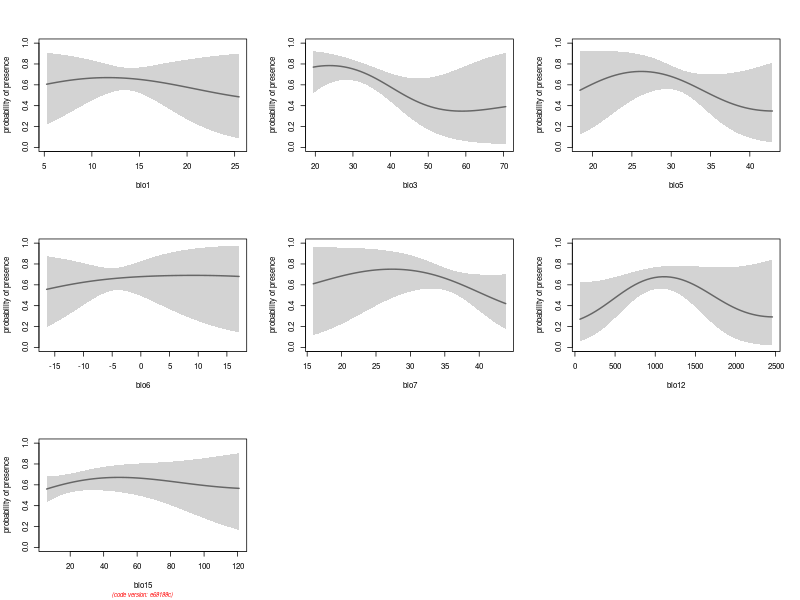 probability of presence
0.0 0.2 0.4 0.6 0.8 1.0
5 10 15 20 25
bio1
probability of presence
0.0 0.2 0.4 0.6 0.8 1.0
20 30 40 50 60 70
bio3
probability of presence
0.0 0.2 0.4 0.6 0.8 1.0
20 25 30 35 40
bio5
probability of presence
0.0 0.2 0.4 0.6 0.8 1.0
-15 -10 -5 0 5 10 15
bio6
probability of presence
0.0 0.2 0.4 0.6 0.8 1.0
15 20 25 30 35 40
bio7
probability of presence
0.0 0.2 0.4 0.6 0.8 1.0
0 500 1000 1500 2000 2500
bio12
probability of presence
0.0 0.2 0.4 0.6 0.8 1.0
20 40 60 80 100 120
bio15
(code version: